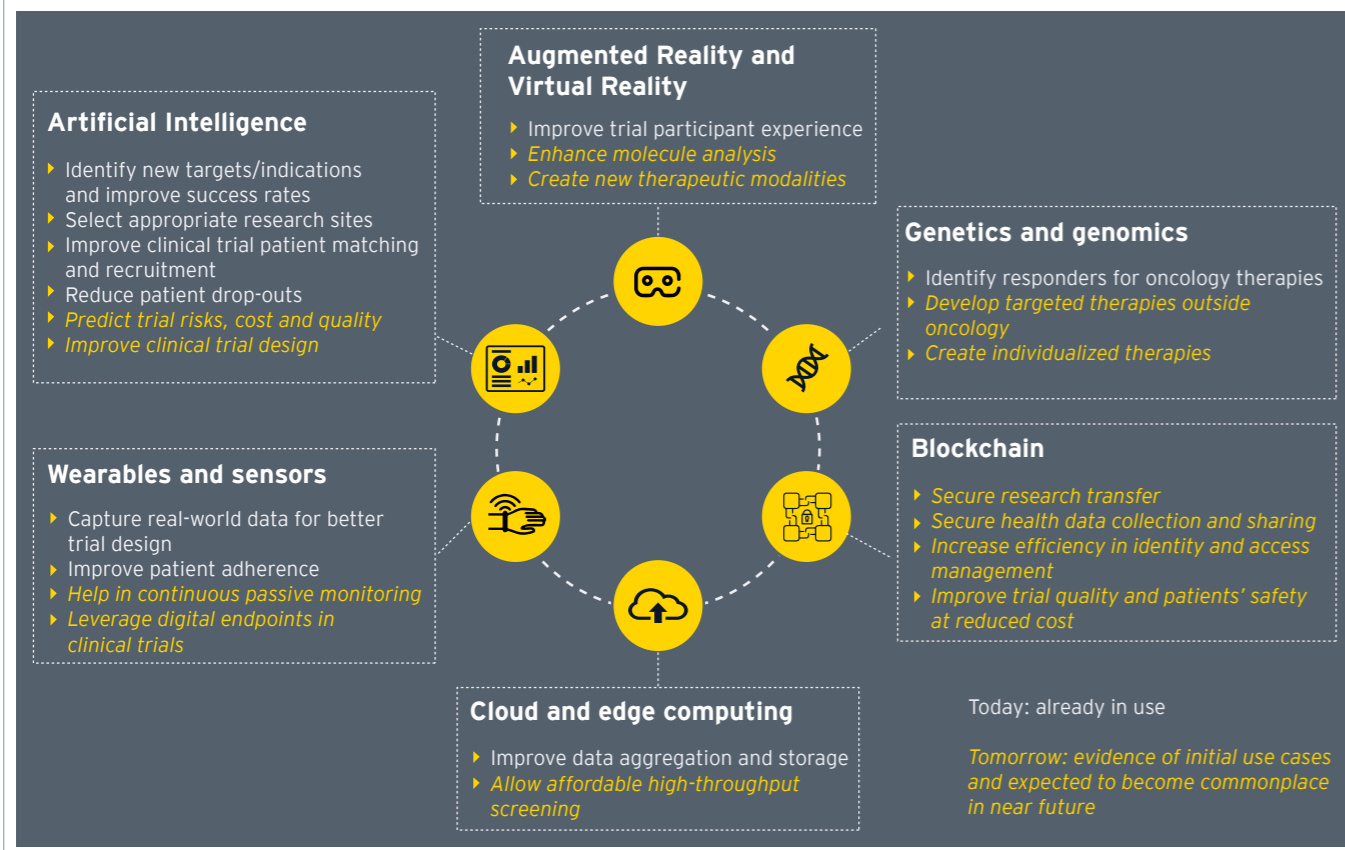 Augmented Reality and
Virtual Reality
Improve trial participant experience
Enhance molecule analysis
Create new therapeutic modalities
Artificial Intelligence
Identify new targets/indications
and improve success rates
Select appropriate research sites
Improve clinical trial patient matching
and recruitment
Reduce patient drop-outs
Predict trial risks, cost and quality
Improve clinical trial design
Genetics and genomics
Identify responders for oncology therapies
Develop targeted therapies outside
oncology
Create individualized therapies
Wearables and sensors
Capture real-world data for better
trial design
Improve patient adherence
Help in continuous passive monitoring
Leverage digital endpoints in
clinical trials
Blockchain
Secure research transfer
Secure health data collection and sharing
Increase efficiency in identity and access
management
Improve trial quality and patients’ safety
at reduced cost
Cloud and edge computing
Improve data aggregation and storage
Allow affordable high-throughput
screening
Today: already in use
Tomorrow: evidence of initial use cases
and expected to become commonplace
in near future